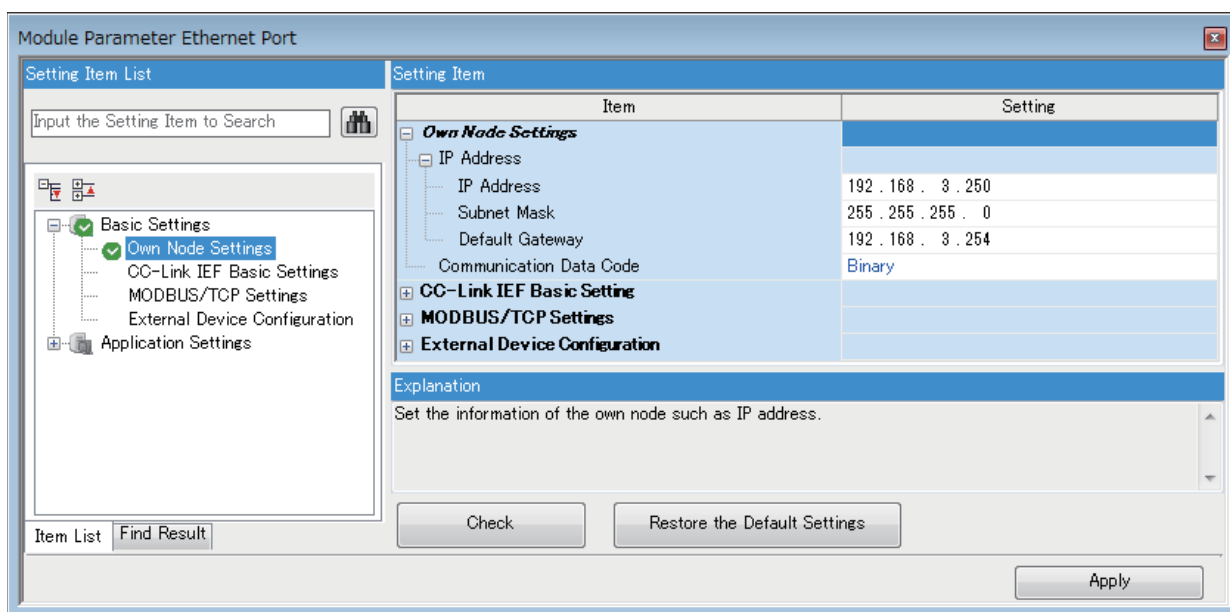 Module Parameter Ethernet Port
Setting Item List
Input the Setting Item to Search
Basic Settings
Own Node Settings
CC-Link IEF Basic Settings
MODBUS/TCP Settings
External Device Configuration
Application Settings
Item List Find Result
Setting Item
Item Setting
Own Node Settings
IP Address
IP Address 192 . 168 . 3 . 250
Subnet Mask 255 . 255 . 255 . 0
Default Gateway 192 . 168 . 3 . 254
Communication Data Code Binary
CC-Link IEF Basic Setting
MODBUS/TCP Settings
External Device Configuration
Explanation
Set the information of the own node such as IP address.
Check Restore the Default Settings
Apply